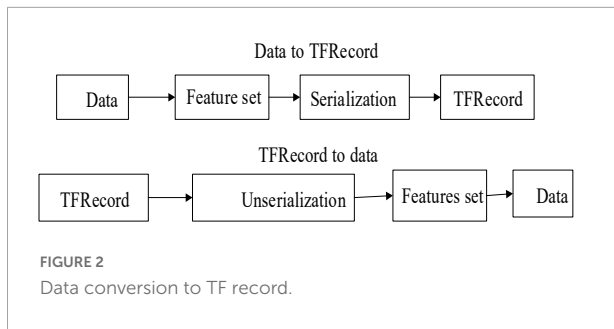 Data to TFRecord
Data Feature set Serialization TFRecord
TFRecord to data
TFRecord Unserialization Features set Data
FIGURE 2
Data conversion to TF record.